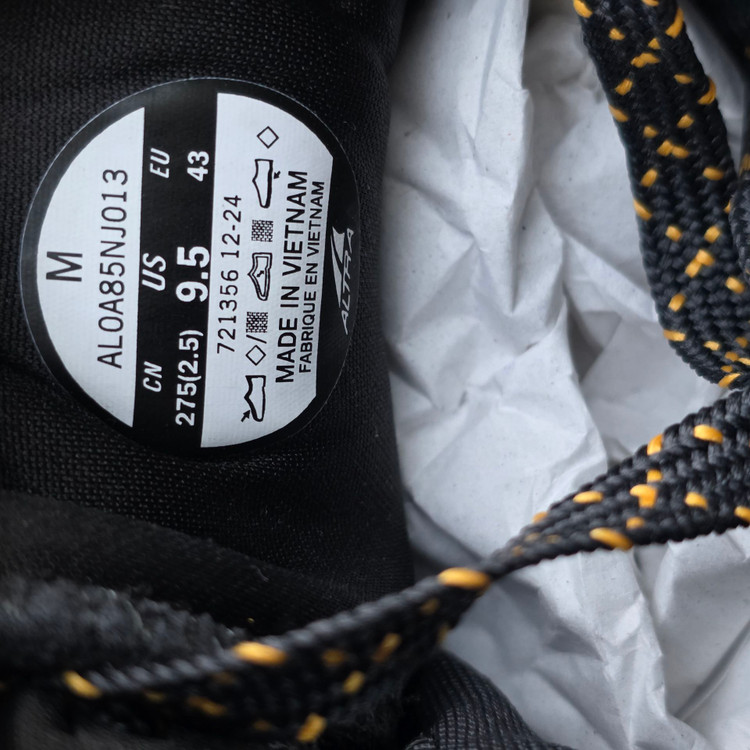 M
AL0A85NJ013
CN US EU
275(2.5) 9.5 43
721356 12-24
MADE IN VIETNAM
FABRIQUE EN VIETNAM
ALTRA